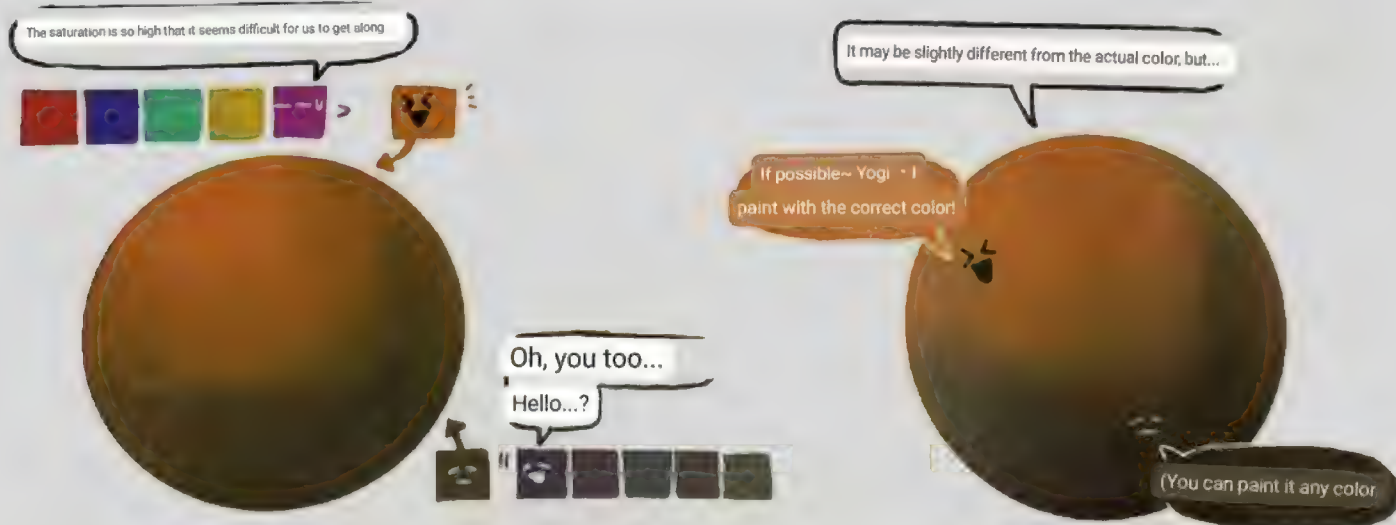 The saturation is so high that it seems difficult for us to get along
It may be slightly different from the actual color, but...
If possible~ Yogi・I
paint with the correct color!
Oh, you too...
Hello...?
(You can paint it any color